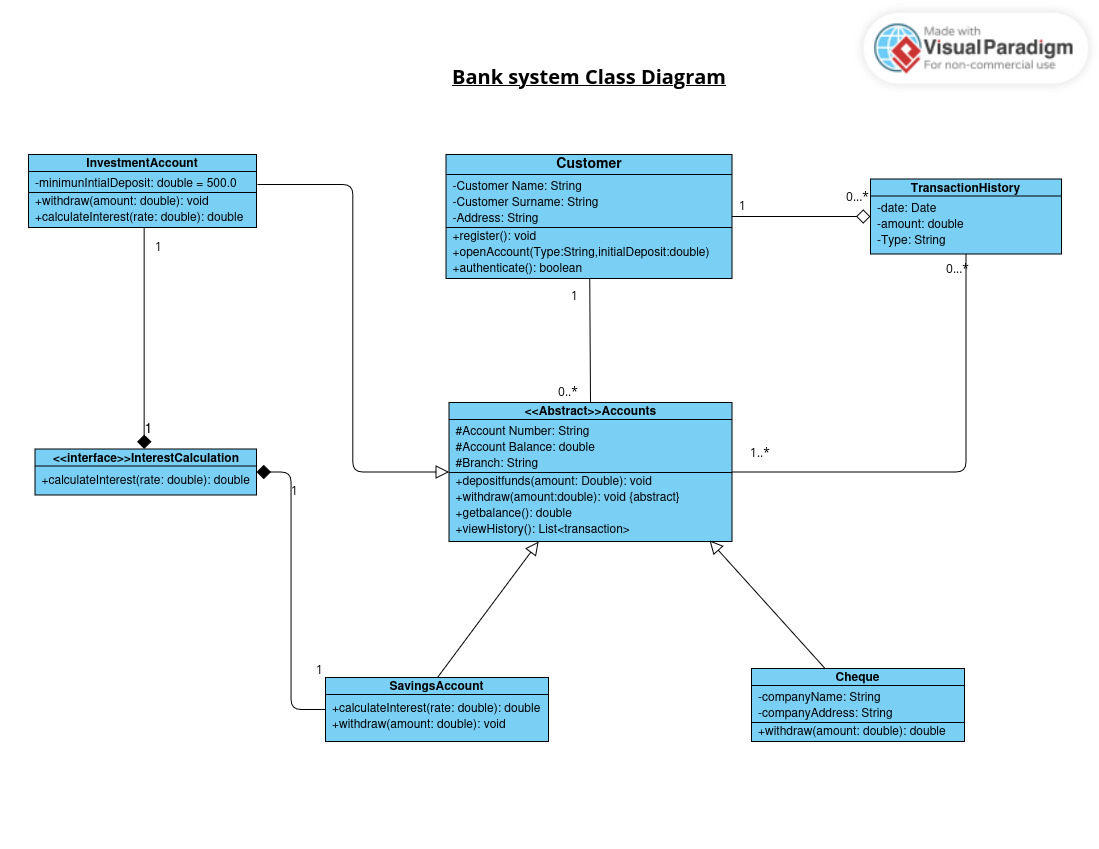 Made with
Visual Paradigm
For non-commercial use
Bank system Class Diagram
InvestmentAccount
-minimunIntialDeposit: double = 500.0
+withdraw(amount: double): void
+calculateInterest(rate: double): double
1
1
<<interface>>InterestCalculation
+calculateInterest(rate: double): double
1
Customer
-Customer Name: String
-Customer Surname: String
-Address: String
+register(): void
+openAccount(Type:String,initialDeposit:double)
+authenticate(): boolean
1
0...*
TransactionHistory
-date: Date
-amount: double
-Type: String
0...*
1
0..*
<<Abstract>>Accounts
#Account Number: String
#Account Balance: double
#Branch: String
+depositfunds(amount: Double): void
+withdraw(amount:double): void {abstract}
+getbalance(): double
+viewHistory(): List<transaction>
1..*
1
SavingsAccount
+calculateInterest(rate: double): double
+withdraw(amount: double): void
Cheque
-companyName: String
-companyAddress: String
+withdraw(amount: double): double